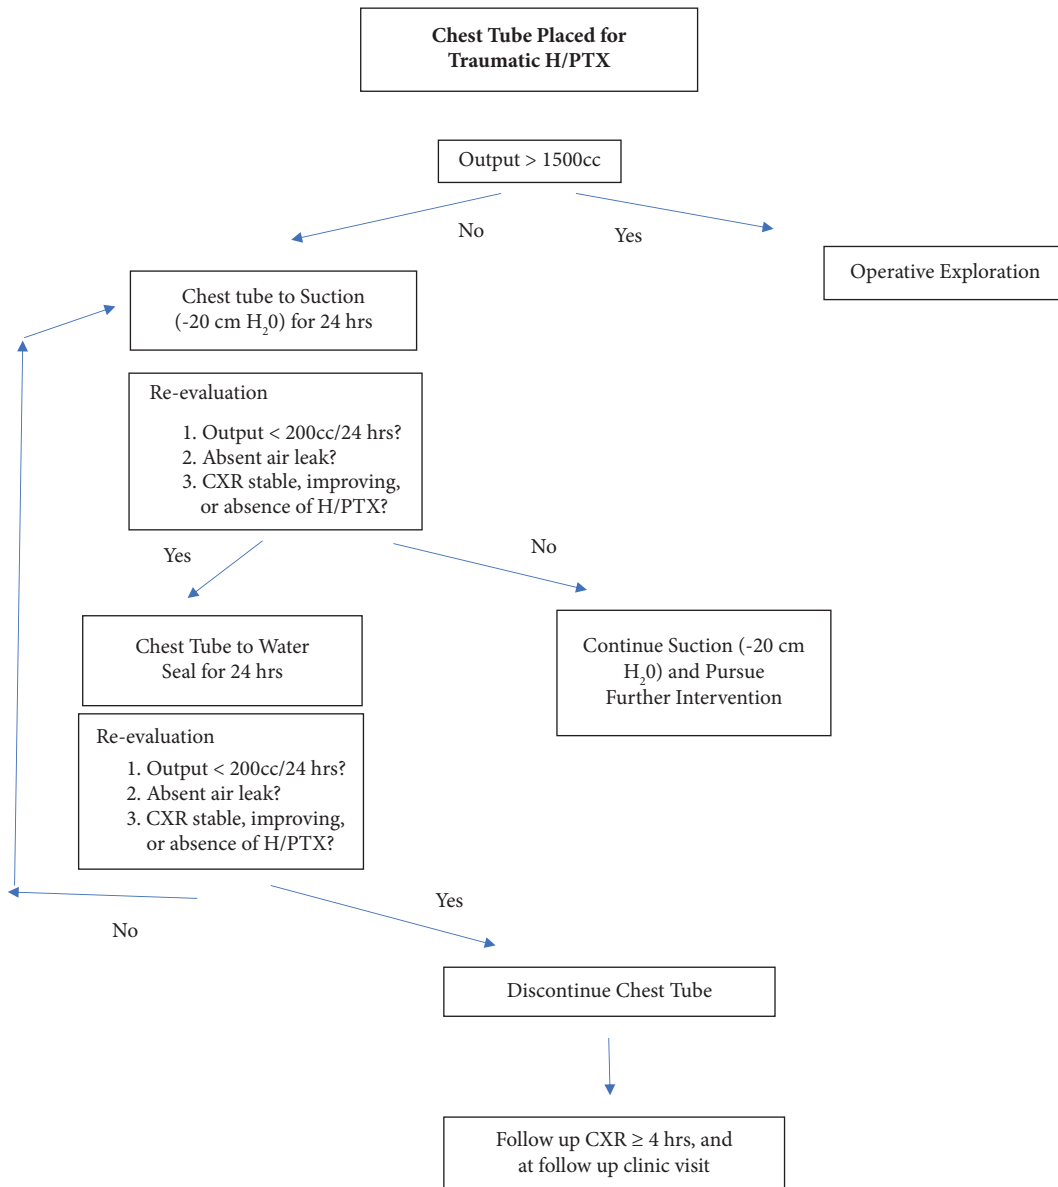 Chest Tube Placed for
Traumatic H/PTX
Output > 1500cc
No
Yes
Operative Exploration
Chest tube to Suction
(-20 cm H₂0) for 24 hrs
Re-evaluation
1. Output < 200cc/24 hrs?
2. Absent air leak?
3. CXR stable, improving,
or absence of H/PTX?
Yes
No
Chest Tube to Water
Seal for 24 hrs
Continue Suction (-20 cm
H₂0) and Pursue
Further Intervention
Re-evaluation
1. Output < 200cc/24 hrs?
2. Absent air leak?
3. CXR stable, improving,
or absence of H/PTX?
No
Yes
Discontinue Chest Tube
Follow up CXR ≥ 4 hrs, and
at follow up clinic visit